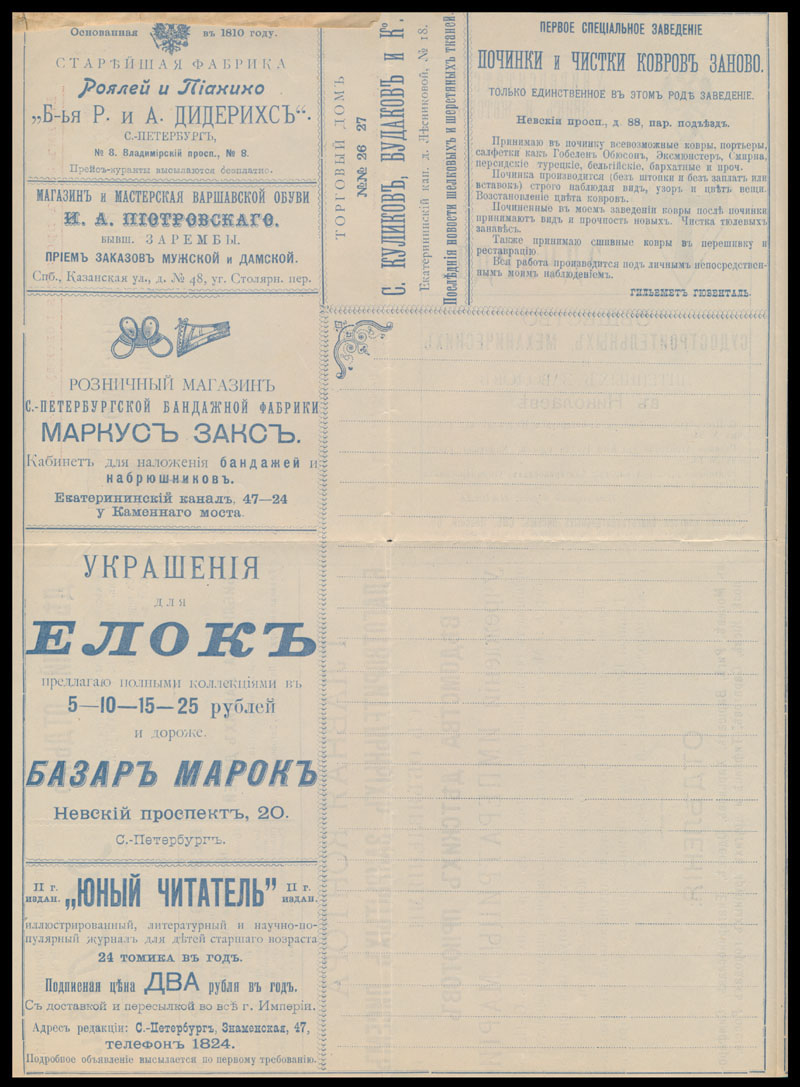 Основанная въ 1810 году.
СТАРѢЙШАЯ ФАБРИКА
Роялей и Піанино
„Б-ья Р. и А. ДИДЕРИХСЪ“.
С.-ПЕТЕРБУРГЪ,
№ 8. Владимірскій просп., № 8.
Прейсъ-куранты высылаются безплатно.
МАГАЗИНЪ и МАСТЕРСКАЯ ВАРШАВСКОЙ ОБУВИ
И. А. ПІОТРОВСКАГО.
БЫВШ. ЗАРЕМБЫ.
ПРІЕМЪ ЗАКАЗОВЪ МУЖСКОЙ и ДАМСКОЙ.
Спб., Казанская ул., д. № 48, уг. Столярн. пер.
РОЗНИЧНЫЙ МАГАЗИНЪ
С.-ПЕТЕРБУРГСКОЙ БАНДАЖНОЙ ФАБРИКИ
МАРКУСЪ ЗАКСЪ.
Кабинетъ для наложенія бандажей и
набрюшниковъ.
Екатерининскій каналъ, 47—24
у Каменнаго моста.
УКРАШЕНІЯ
для
ЕЛОКЪ
предлагаю полными коллекціями въ
5—10—15—25 рублей
и дороже.
БАЗАРЪ МАРОКЪ
Невскій проспектъ, 20.
С.-Петербургъ.
II г. издан. „ЮНЫЙ ЧИТАТЕЛЬ” II г. издан.
иллюстрированный, литературный и научно-по-
пулярный журналъ для дѣтей старшаго возраста
24 томика въ годъ.
Подписная цѣна ДВА рубля въ годъ.
Съ доставкой и пересылкой во всѣ г. Имперіи.
Адресъ редакціи: С.-Петербургъ, Знаменская, 47,
телефонъ 1824.
Подробное объявленіе высылается по первому требованію.
ТОРГОВЫЙ ДОМЪ
№№ 26 27
С. КУЛИКОВЪ, БУДАКОВЪ и К°.
Екатерининскій кан. д. Лѣсниковой, № 18.
Послѣднія новости шелковыхъ и шерстяныхъ тканей.
ПЕРВОЕ СПЕЦІАЛЬНОЕ ЗАВЕДЕНІЕ
ПОЧИНКИ и ЧИСТКИ КОВРОВЪ ЗАНОВО.
ТОЛЬКО ЕДИНСТВЕННОЕ ВЪ ЭТОМЪ РОДѢ ЗАВЕДЕНІЕ.
Невскій просп., д. 88, пар. подъѣздъ.
Принимаю въ починку всевозможные ковры, портьеры,
салфетки какъ Гобеленъ Обюсонъ, Эксмюнстеръ, Смирна,
персидскіе турецкіе, бельгійскіе, бархатные и проч.
Починка производится (безъ штопки и безъ заплатъ или
вставокъ) строго наблюдая видъ, узоръ и цвѣтъ вещи.
Возстановленіе цвѣта ковровъ.
Починенные въ моемъ заведеніи ковры послѣ починки
принимаютъ видъ и прочность новыхъ. Чистка тюлевыхъ
занавѣсъ.
Также принимаю сшивные ковры въ перешивку и
реставрацію.
Вся работа производится подъ личнымъ непосредствен-
нымъ моимъ наблюденіемъ.
ГИЛЬМЕТЪ ГЮВЕНТАЛЬ.